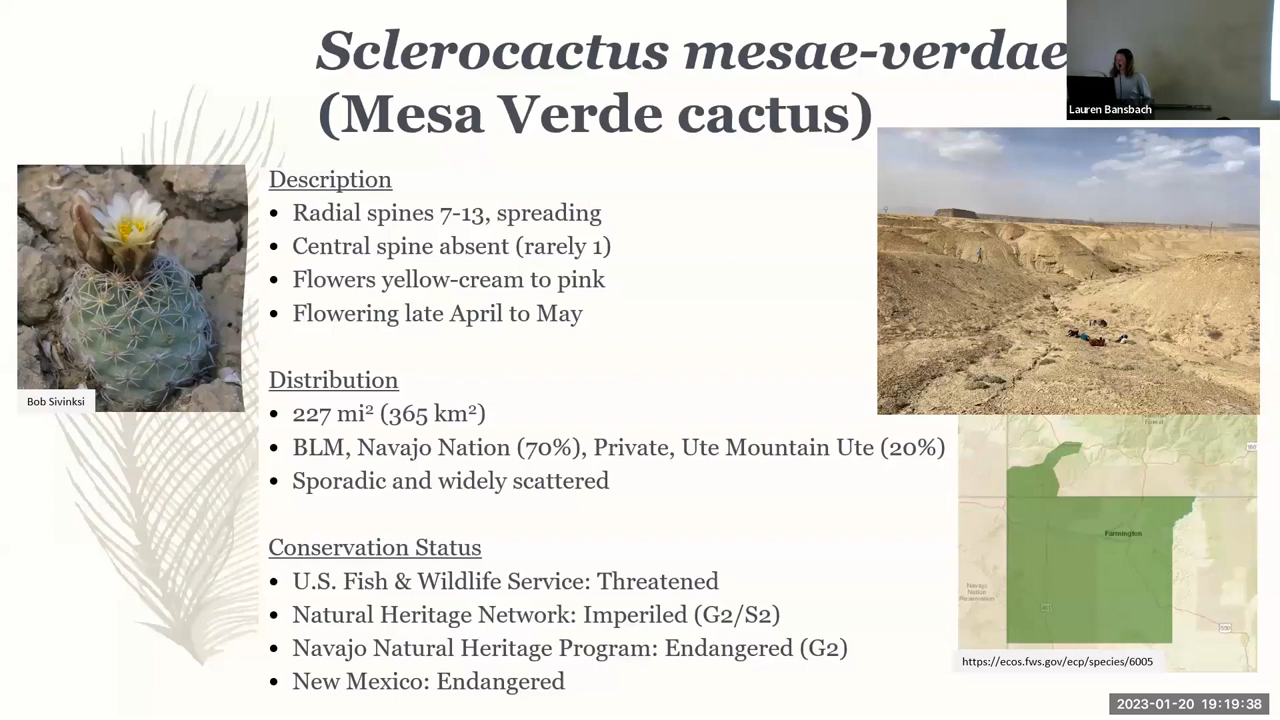 Sclerocactus mesae-verdae
(Mesa Verde cactus)
Lauren Bansbach
Description
• Radial spines 7-13, spreading
• Central spine absent (rarely 1)
• Flowers yellow-cream to pink
• Flowering late April to May
Bob Sivinksi
Distribution
• 227 mi² (365 km²)
• BLM, Navajo Nation (70%), Private, Ute Mountain Ute (20%)
• Sporadic and widely scattered
Conservation Status
• U.S. Fish & Wildlife Service: Threatened
• Natural Heritage Network: Imperiled (G2/S2)
• Navajo Natural Heritage Program: Endangered (G2)
• New Mexico: Endangered
Farmington
Navajo
Nation
Reservation
https://ecos.fws.gov/ecp/species/6005
2023-01-20 19:19:38